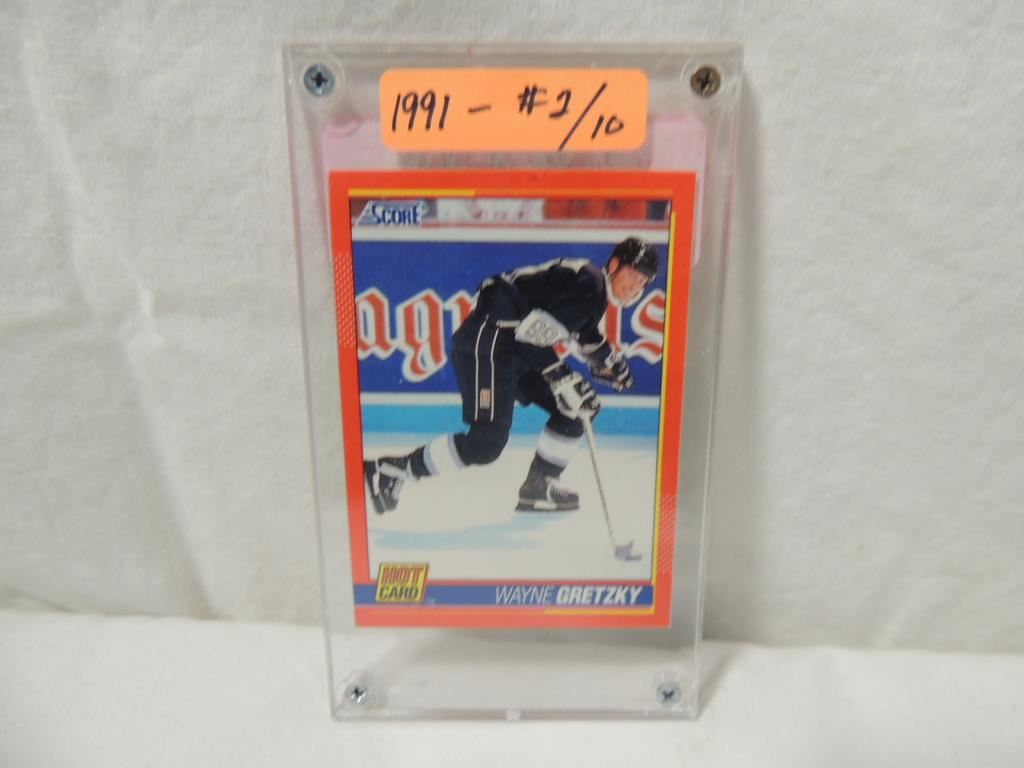 1991 - #2/10
SCORE
HOT
CARD
WAYNE GRETZKY